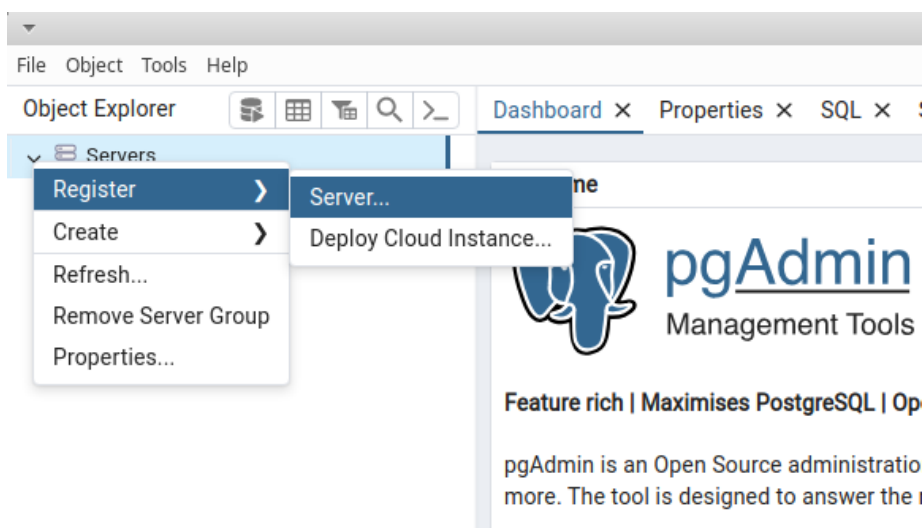 File Object Tools Help
Object Explorer
Dashboard Properties SQL
Servers
Register
Create
Refresh...
Remove Server Group
Properties...
Server...
Deploy Cloud Instance...
pgAdmin
Management Tools
Feature rich | Maximises PostgreSQL |
pgAdmin is an Open Source
more. The tool is designed to answer the